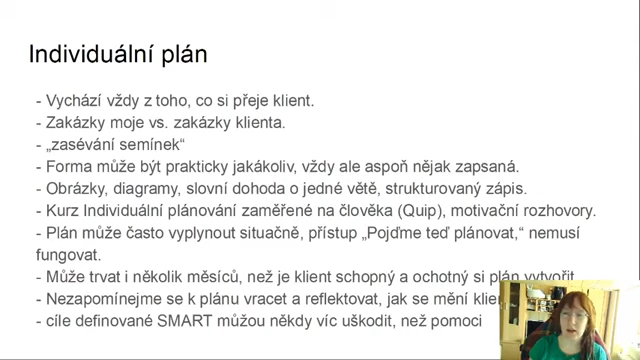 Individuální plán
- Vychází vždy z toho, co si přeje klient.
- Zakázky moje vs. zakázky klienta.
- „zasévání semínek“
- Forma může být prakticky jakákoliv, vždy ale aspoň nějak zapsaná.
- Obrázky, diagramy, slovní dohoda o jedné větě, strukturovaný zápis.
- Kurz Individuální plánování zaměřené na člověka (Quip), motivační rozhovory.
- Plán může často vyplynout situačně, přístup „Pojďme teď plánovat,“ nemusí
fungovat.
- Může trvat i několik měsíců, než je klient schopný a ochotný si plán vytvořit
- Nezapomínejme se k plánu vracet a reflektovat, jak se mění
- cíle definované SMART můžou někdy víc uškodit, než pomoci